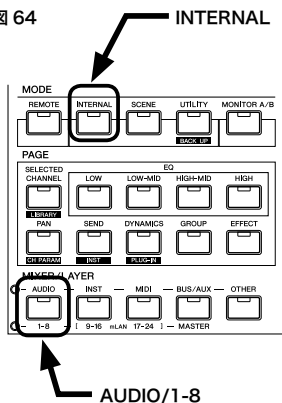 図 64
INTERNAL
MODE
REMOTE INTERNAL SCENE UTILITY MONITOR A/B
BACK UP
PAGE
EQ
SELECTED CHANNEL LOW LOW-MID HIGH-MID HIGH
LIBRARY
PAN SEND DYNAMICS GROUP EFFECT
CH PARAM INST PLUG-IN
MIXER/LAYER
AUDIO INST MIDI BUS/AUX OTHER
1-8 [ 9-16 mLAN 17-24 ] MASTER
AUDIO/1-8